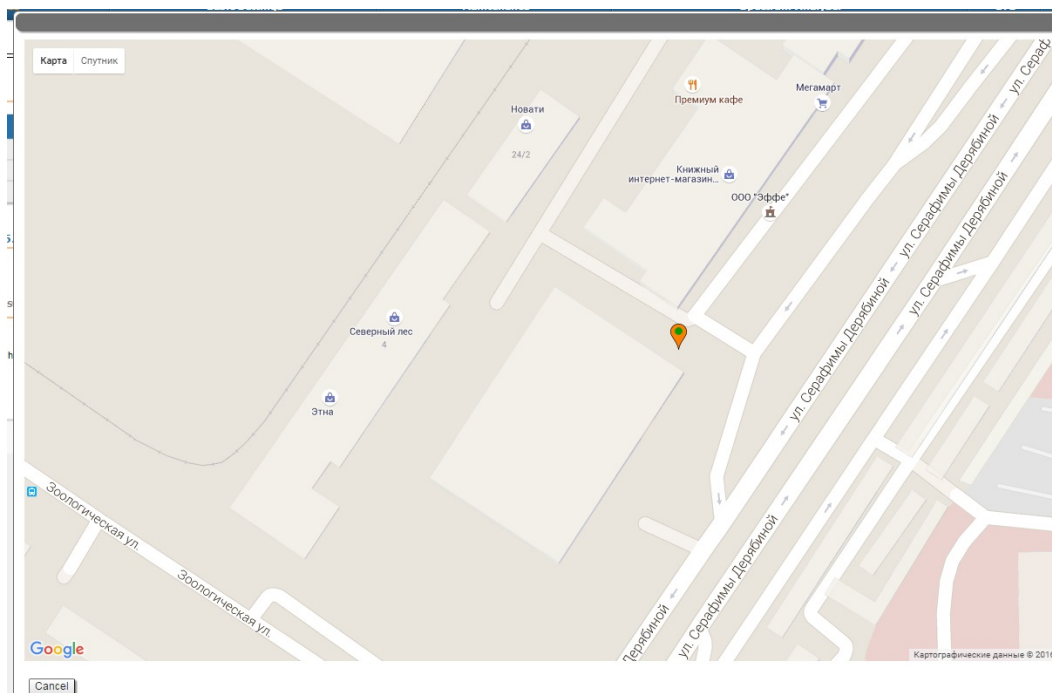 Карта Спутник
Премиум кафе
Мегамарт
Новати
24/2
Книжный
интернет-магазин...
ООО "Эффе"
ул. Серафимы Дерябиной
ул. Серафимы Дерябиной
ул. Сераф
Северный лес
4
Этна
ул. Серафимы Дерябиной
Зоологическая ул.
Зоологическая ул.
ул. Серафимы Дерябиной
Дерябиной
Google
Картографические данные © 2016
Cancel